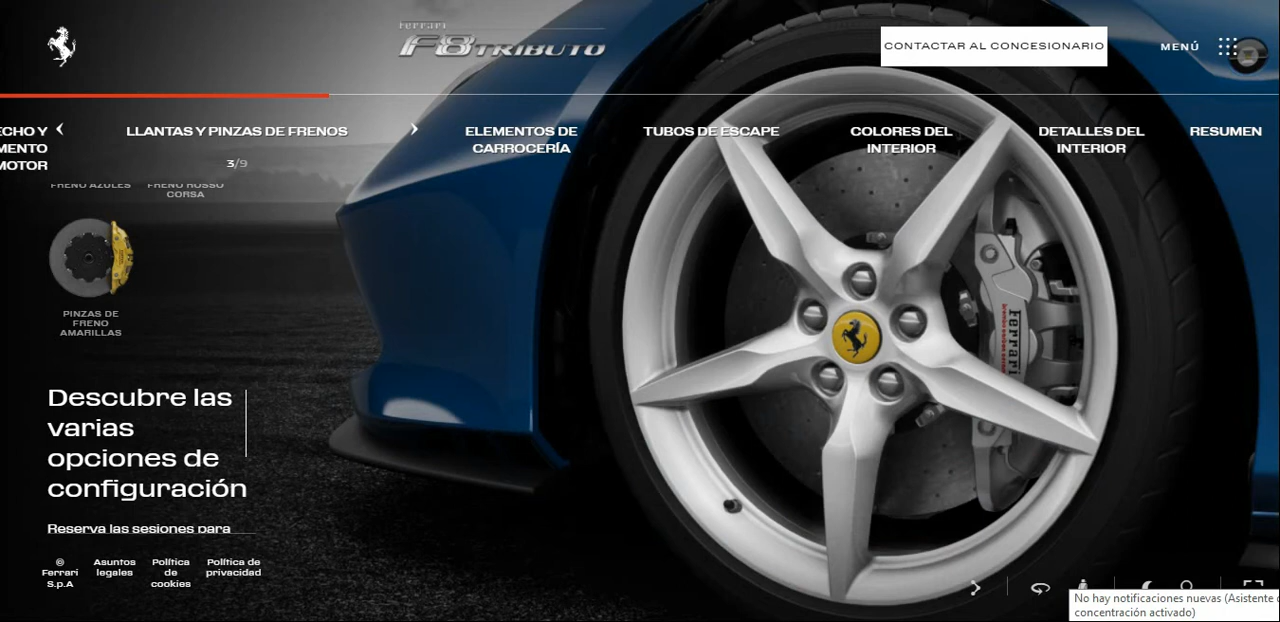 Ferrari
F8TRIBUTO
CONTACTAR AL CONCESIONARIO
MENÚ
ECHO Y
MENTO
MOTOR
LLANTAS Y PINZAS DE FRENOS
3/9
ELEMENTOS DE
CARROCERÍA
TUBOS DE ESCAPE
COLORES DEL
INTERIOR
DETALLES DEL
INTERIOR
RESUMEN
FRENO AZULES
FRENO ROSSO
CORSA
PINZAS DE
FRENO
AMARILLAS
Ferrari
Descubre las
varias
opciones de
configuración
Reserva las sesiones para
©
Ferrari
S.p.A
Asuntos
legales
Política
de
cookies
Política de
privacidad
No hay notificaciones nuevas (Asistente
concentración activado)